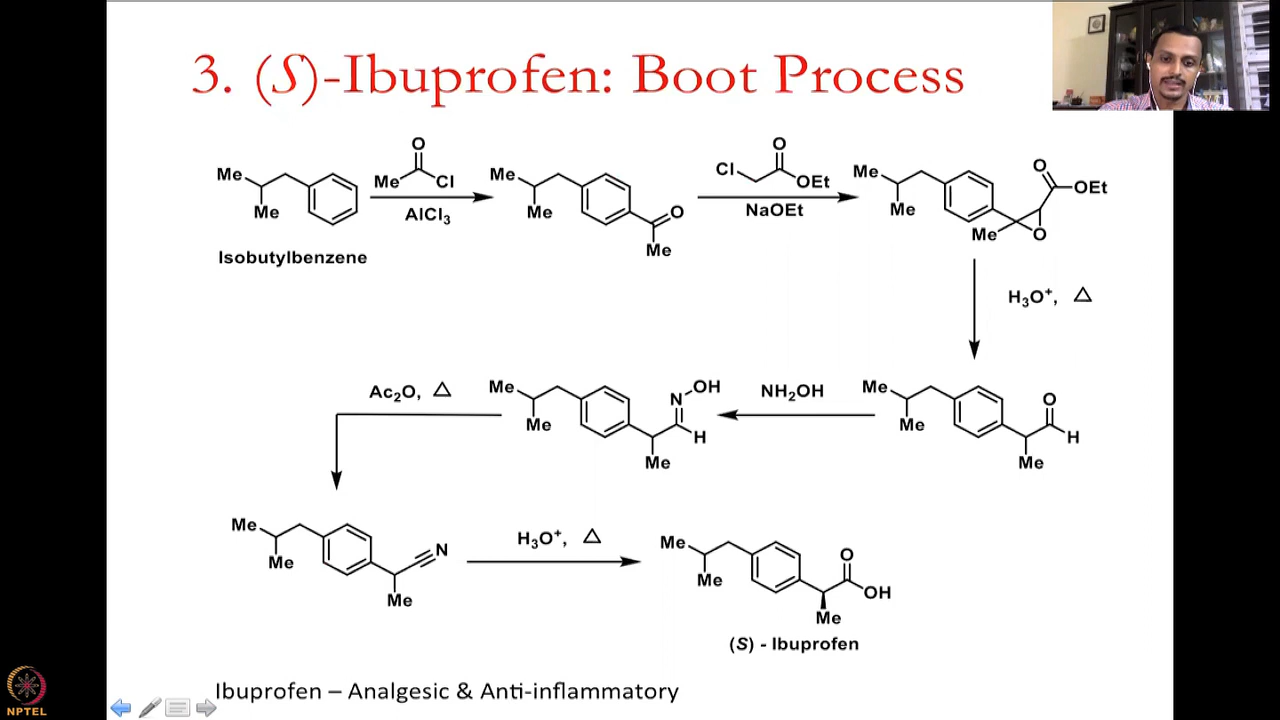 3. (S)-Ibuprofen: Boot Process
Me
Me
Isobutylbenzene
O
Me Cl
AlCl3
Me
Me
O
Me
O
Cl
OEt
NaOEt
Me
Me
O
OEt
Me O
H3O+, △
Me
Me
O
H
Me
NH2OH
Me
Me
N OH
H
Me
Ac2O, △
Me
Me
N
Me
H3O+, △
Me
Me
O
OH
Me
(S) - Ibuprofen
Ibuprofen – Analgesic & Anti-inflammatory
NPTEL